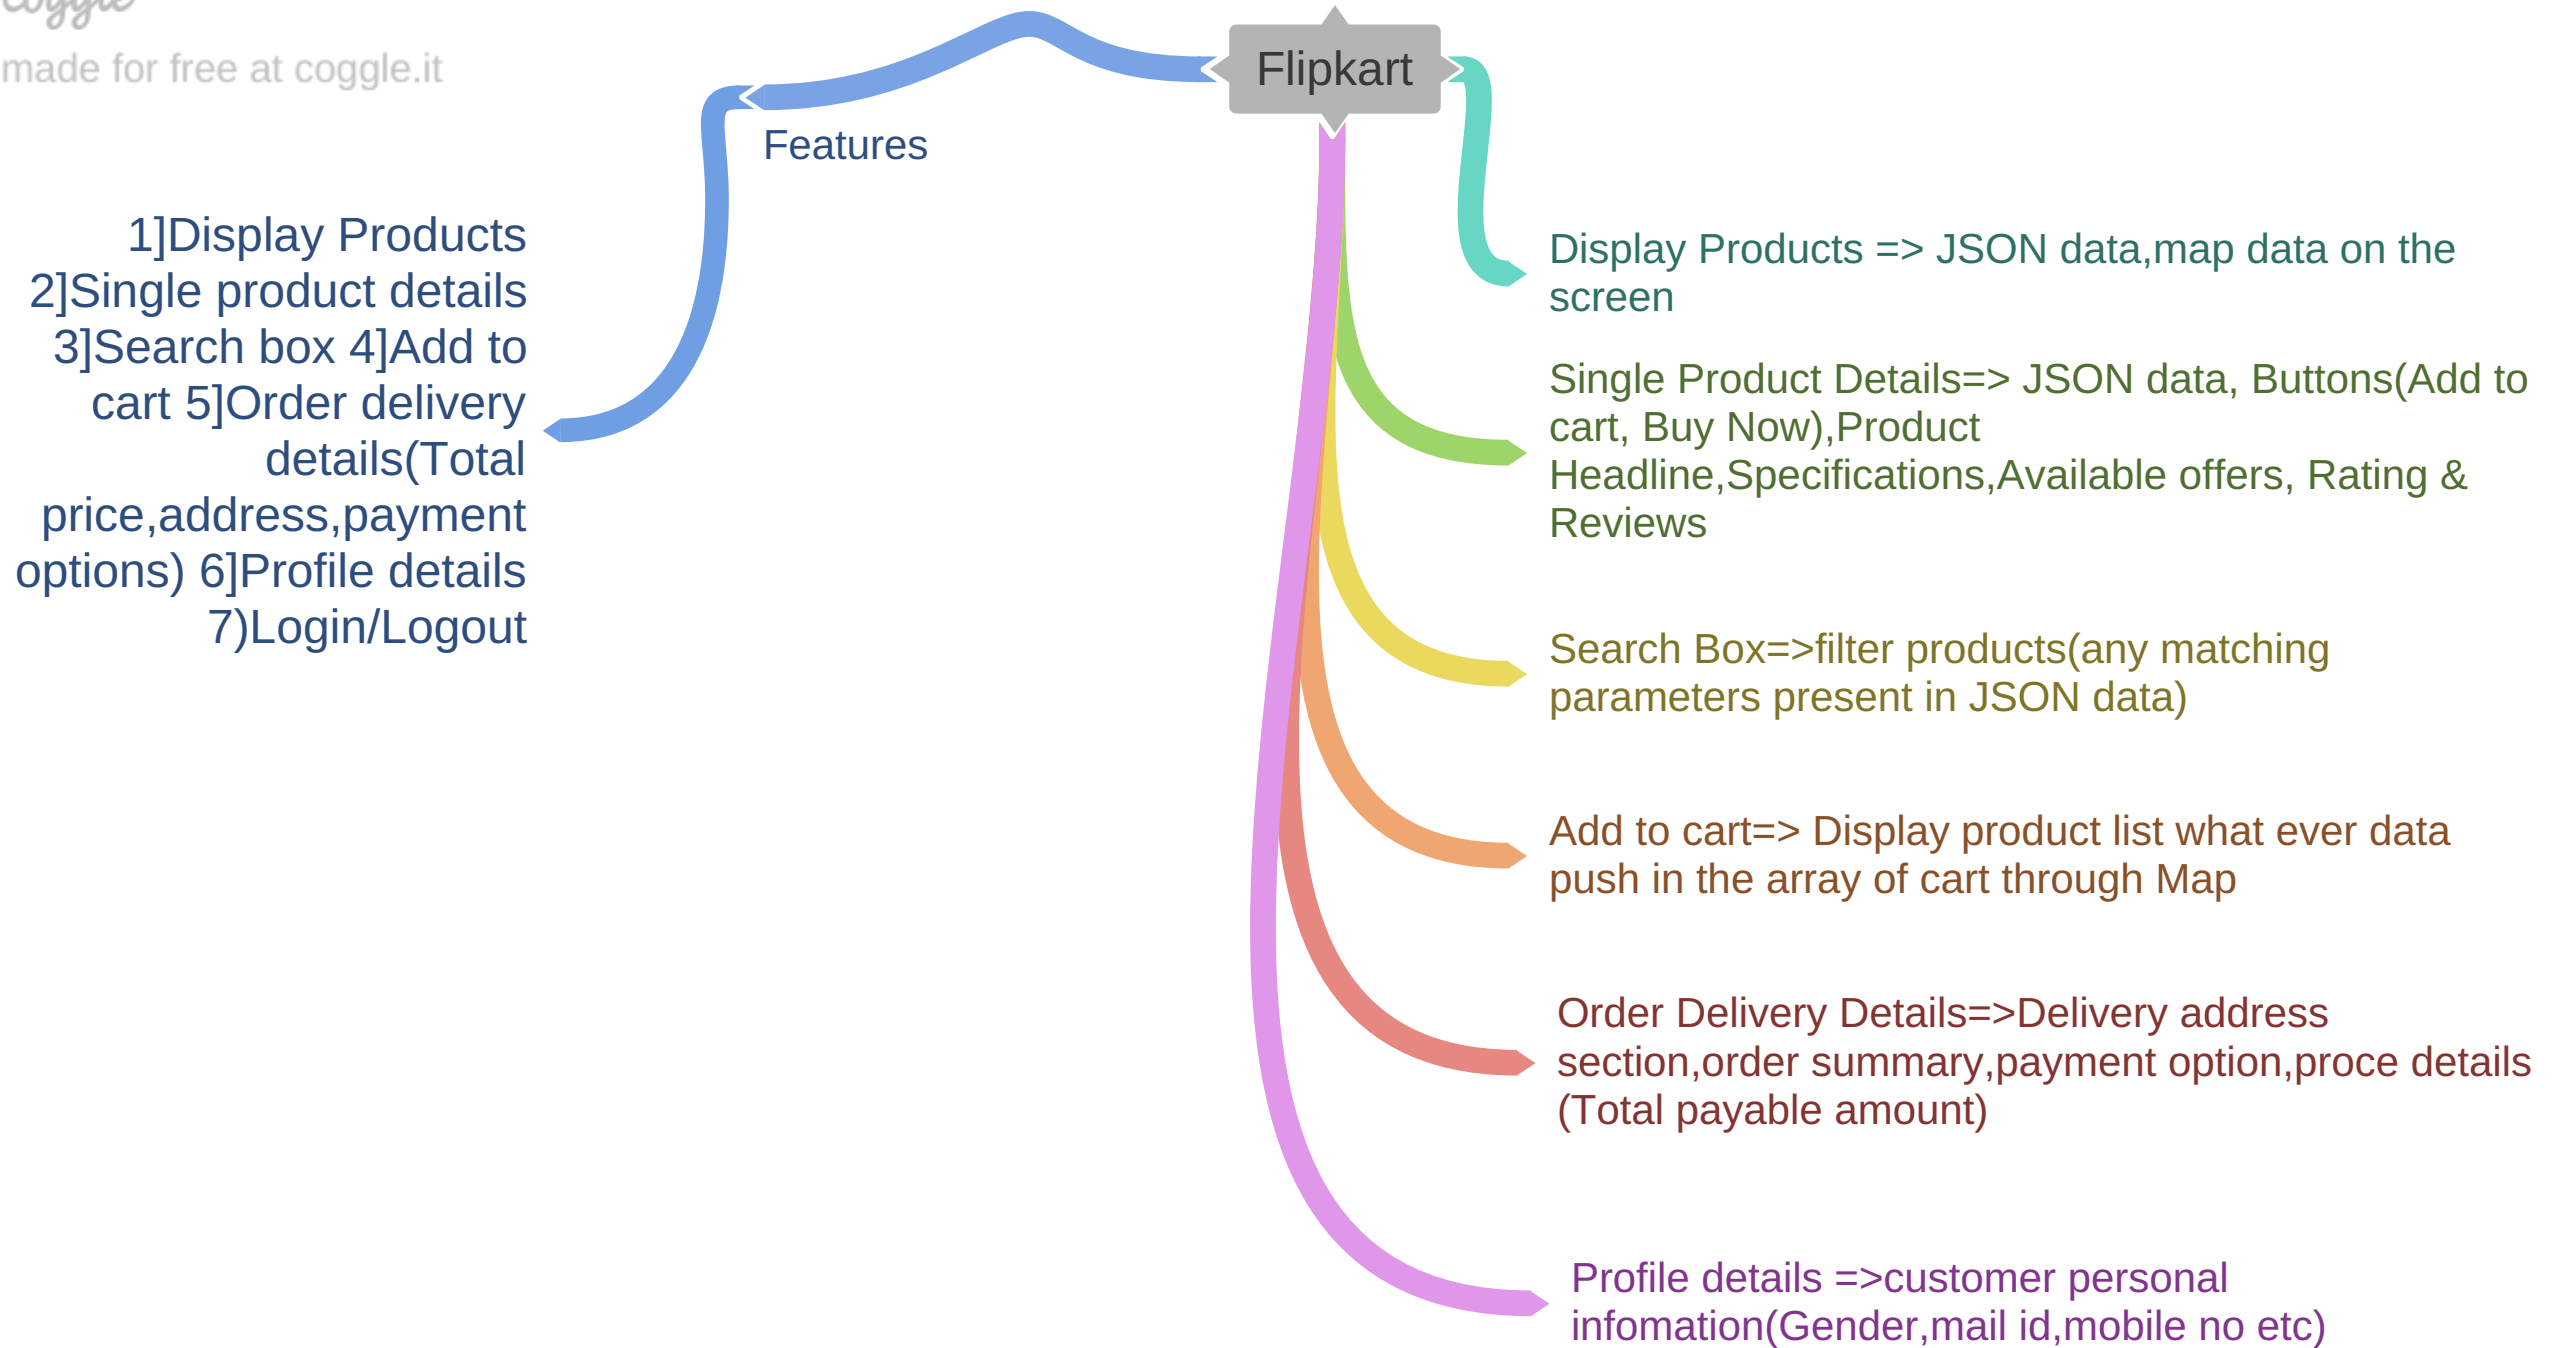 coggle
made for free at coggle.it
Flipkart
Features
1]Display Products
2]Single product details
3]Search box 4]Add to
cart 5]Order delivery
details(Total
price,address,payment
options) 6]Profile details
7)Login/Logout
Display Products => JSON data,map data on the
screen
Single Product Details=> JSON data, Buttons(Add to
cart, Buy Now),Product
Headline,Specifications,Available offers, Rating &
Reviews
Search Box=>filter products(any matching
parameters present in JSON data)
Add to cart=> Display product list what ever data
push in the array of cart through Map
Order Delivery Details=>Delivery address
section,order summary,payment option,proce details
(Total payable amount)
Profile details =>customer personal
infomation(Gender,mail id,mobile no etc)